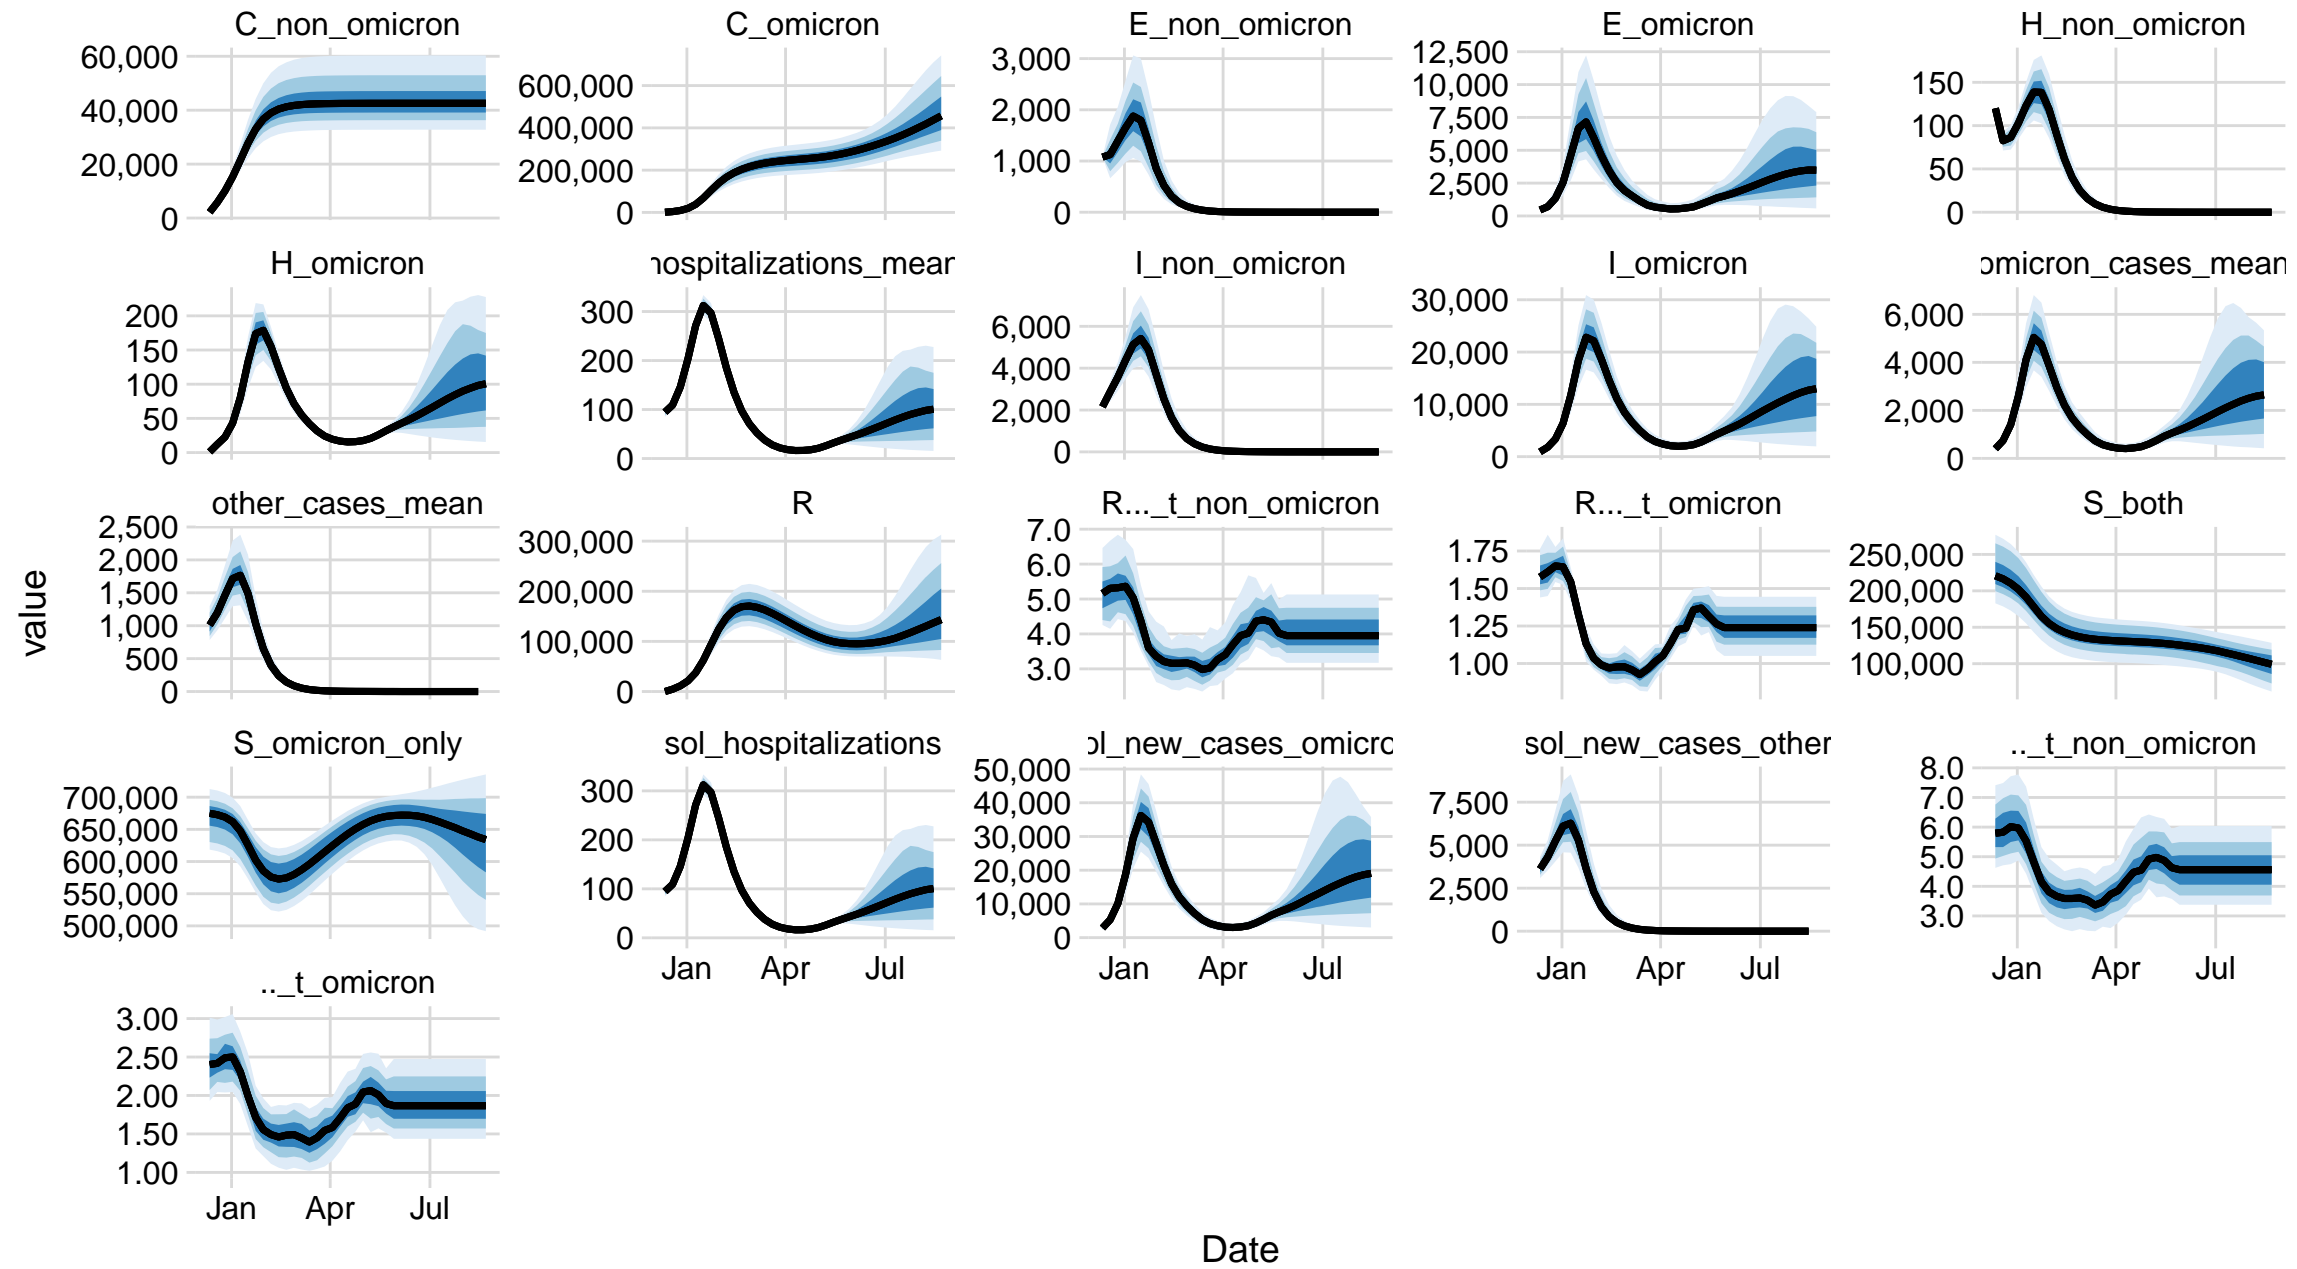 C_non_omicron C_omicron E_non_omicron E_omicron H_non_omicron
60,000 40,000 20,000 0
600,000 400,000 200,000 0
3,000 2,000 1,000 0
12,500 10,000 7,500 5,000 2,500 0
150 100 50 0
H_omicron hospitalizations_mean I_non_omicron I_omicron omicron_cases_mean
200 150 100 50 0
300 200 100 0
6,000 4,000 2,000 0
30,000 20,000 10,000 0
6,000 4,000 2,000 0
other_cases_mean R R..._t_non_omicron R..._t_omicron S_both
2,500 2,000 1,500 1,000 500 0
300,000 200,000 100,000 0
7.0 6.0 5.0 4.0 3.0
1.75 1.50 1.25 1.00
250,000 200,000 150,000 100,000
value
S_omicron_only sol_hospitalizations ol_new_cases_omicro sol_new_cases_other .._t_non_omicron
700,000 650,000 600,000 550,000 500,000
300 200 100 0
50,000 40,000 30,000 20,000 10,000 0
7,500 5,000 2,500 0
8.0 7.0 6.0 5.0 4.0 3.0
Jan Apr Jul Jan Apr Jul Jan Apr Jul Jan Apr Jul
.._t_omicron
3.00 2.50 2.00 1.50 1.00
Jan Apr Jul
Date